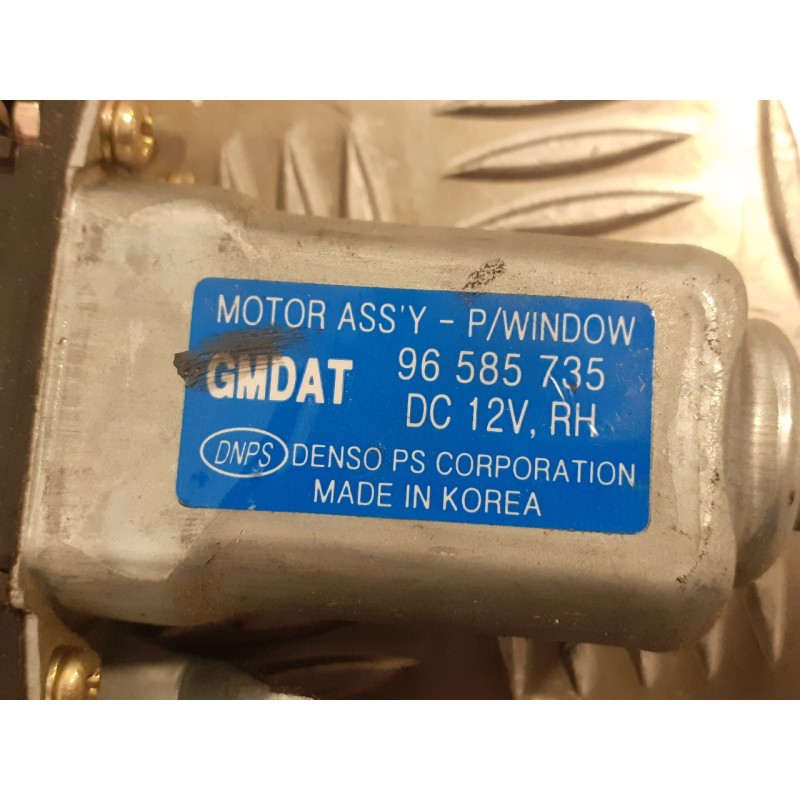 MOTOR ASS'Y - P/WINDOW
GMDAT 96 585 735
DC 12V, RH
DNPS DENSO PS CORPORATION
MADE IN KOREA